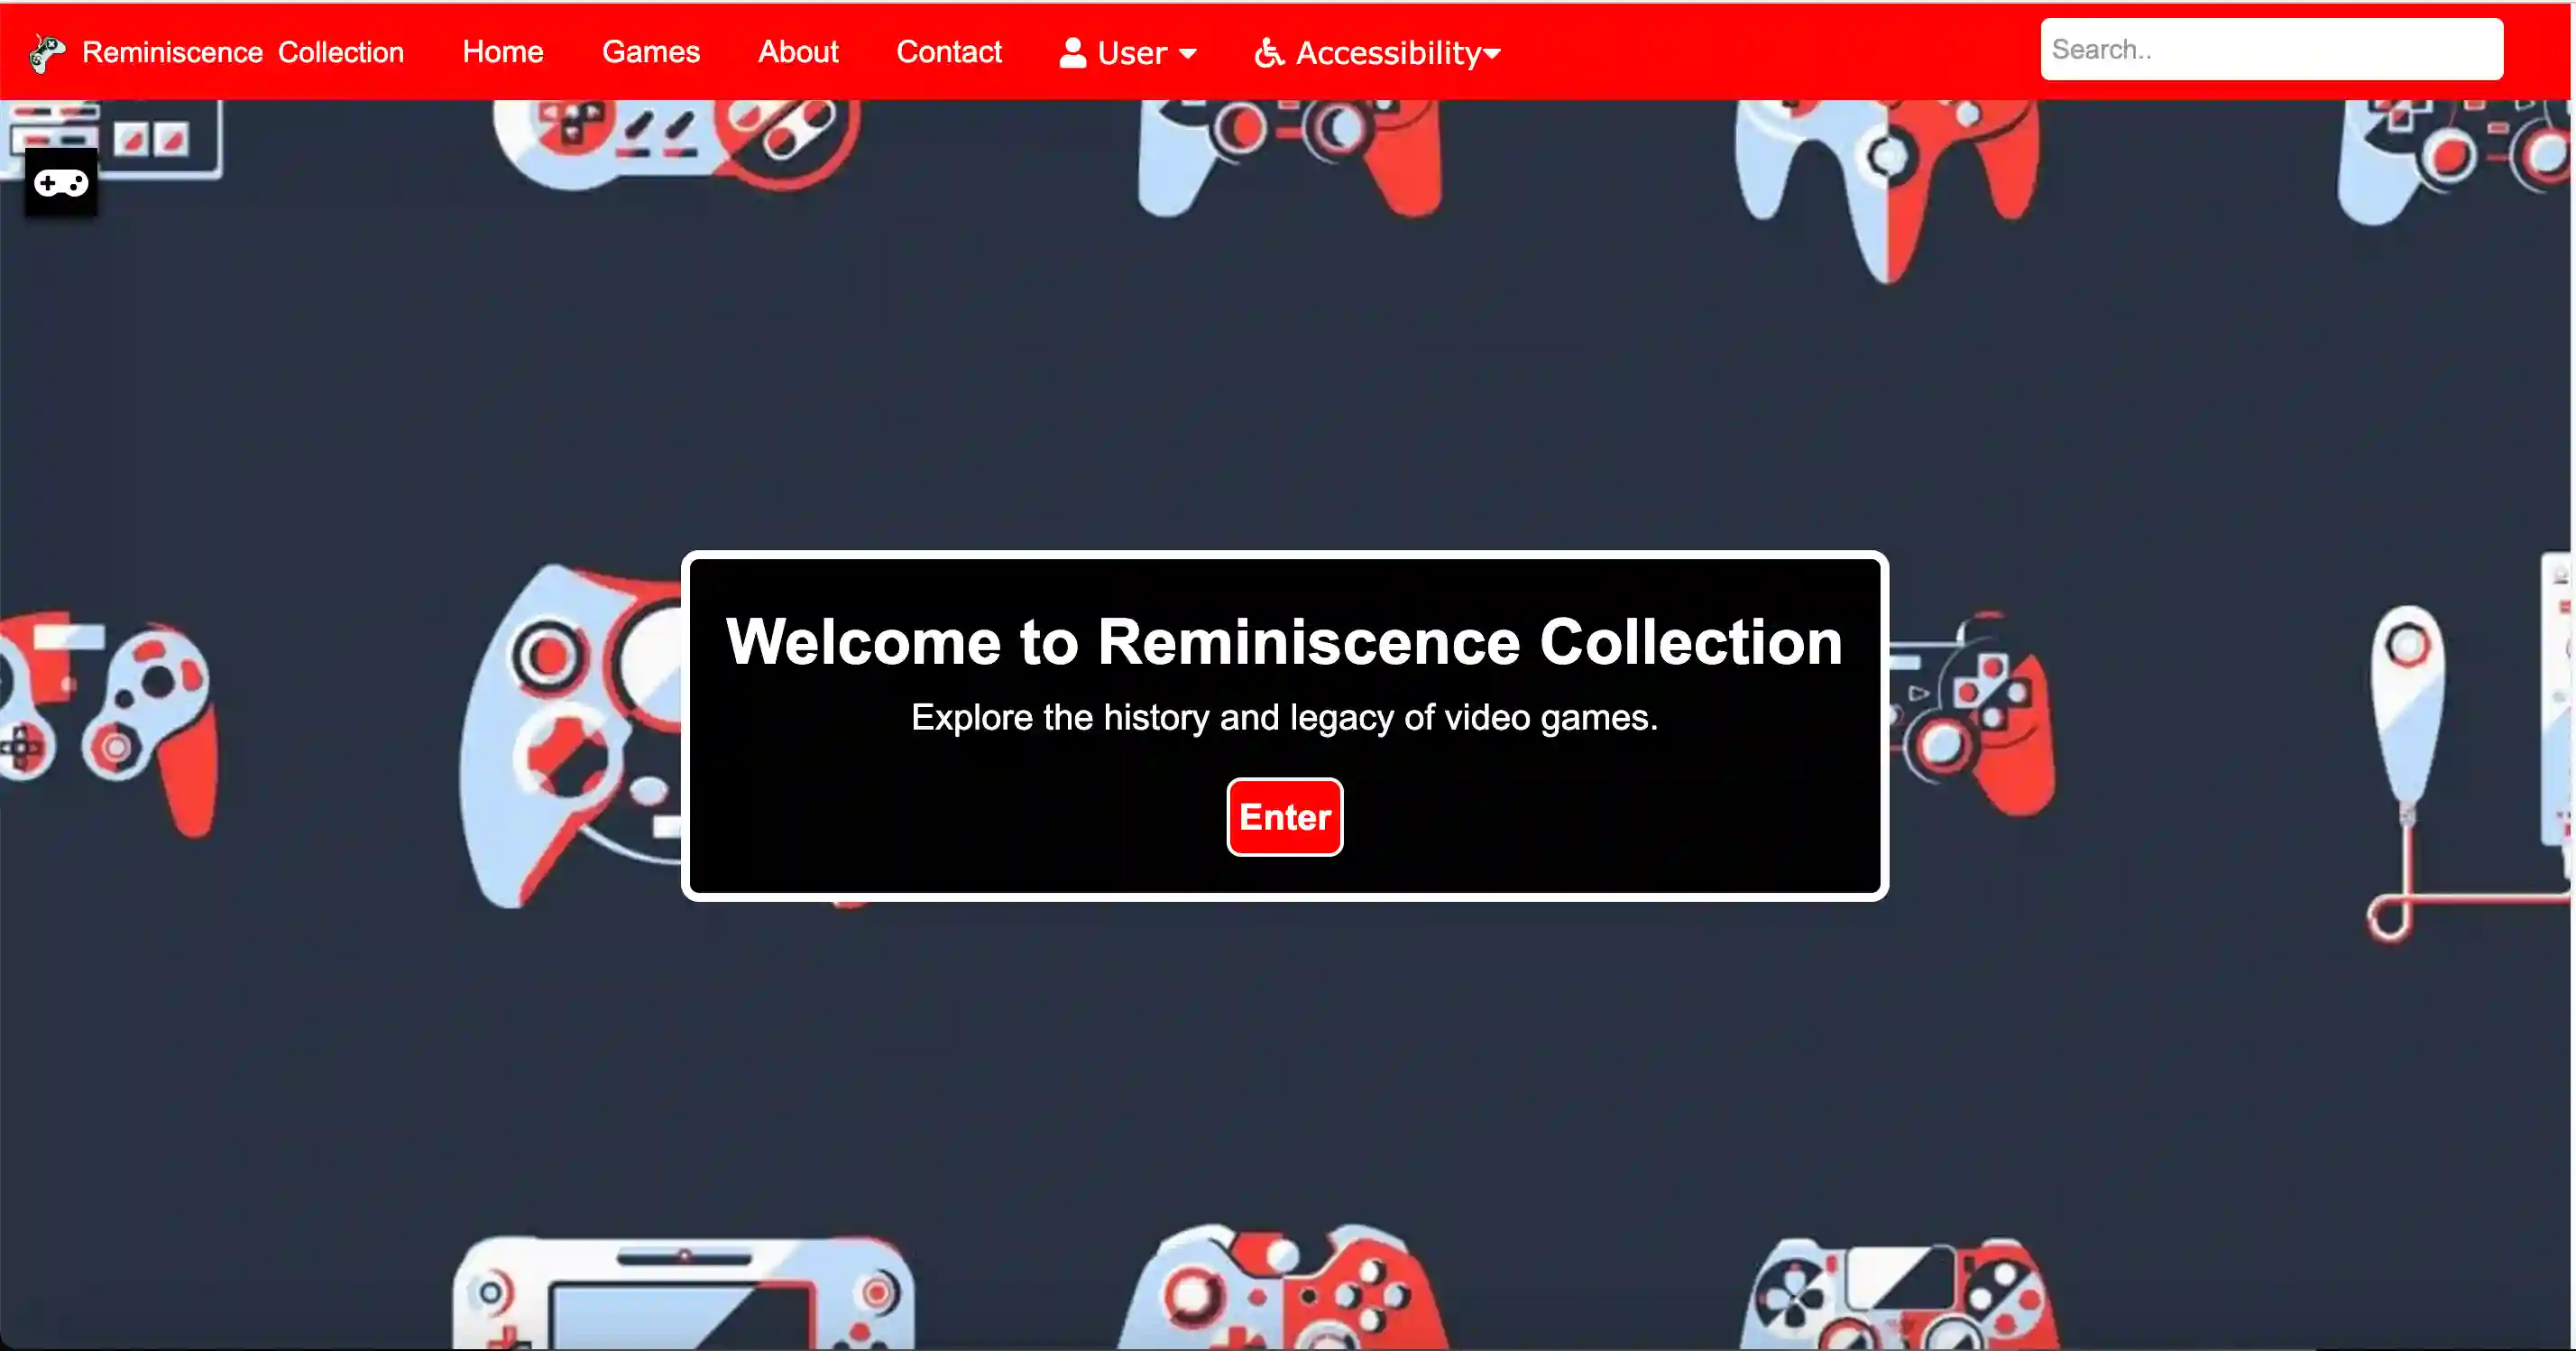 Reminiscence Collection Home Games About Contact User Accessibility Search..
Welcome to Reminiscence Collection
Explore the history and legacy of video games.
Enter